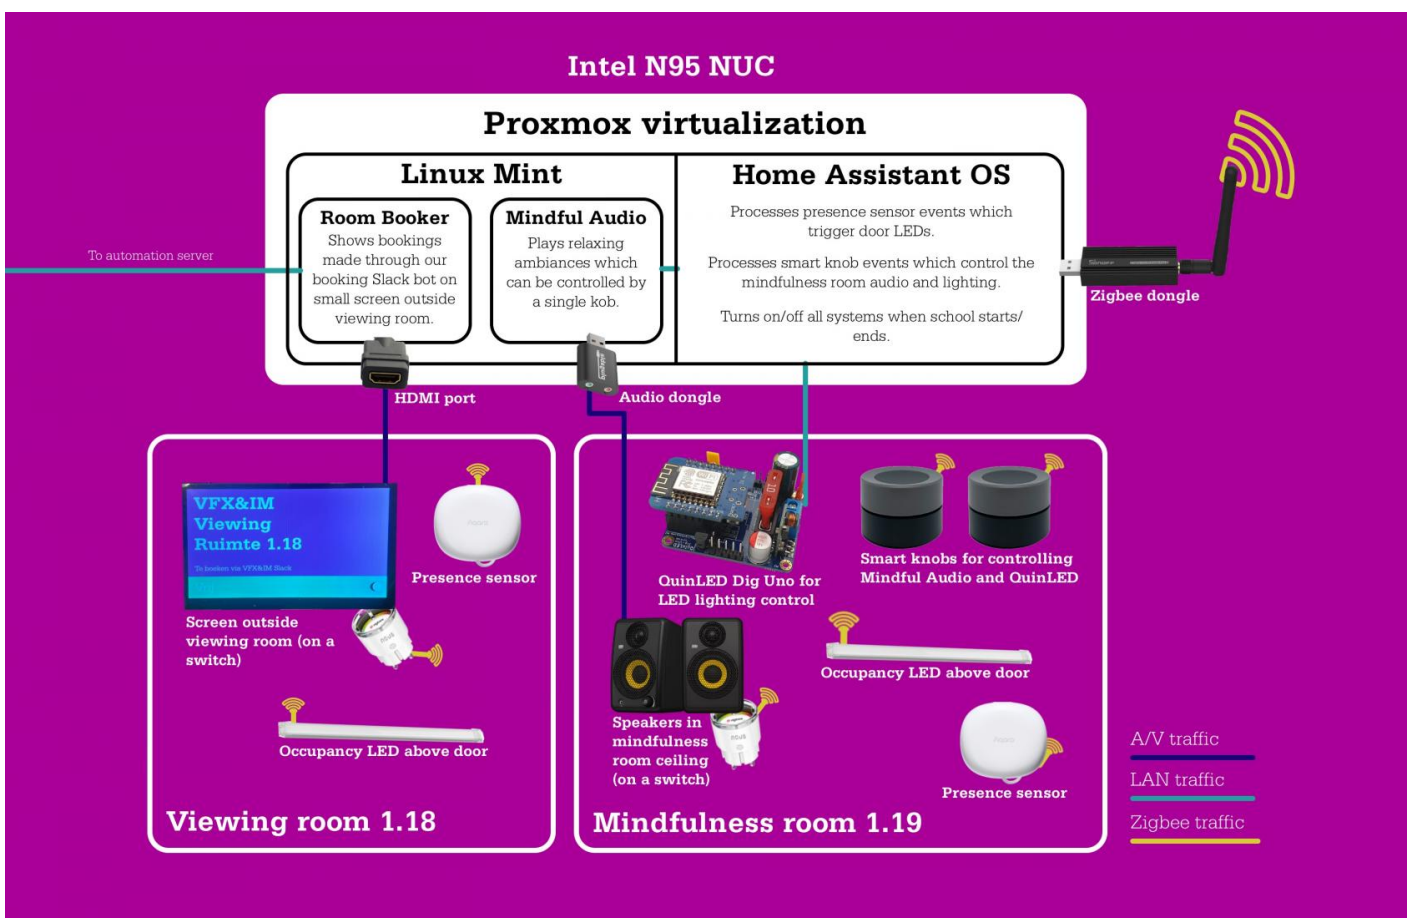 Intel N95 NUC
Proxmox virtualization
Linux Mint
Home Assistant OS
Room Booker
Shows bookings
made through our
booking Slack bot on
small screen outside
viewing room.
Mindful Audio
Plays relaxing
ambiances which
can be controlled by
a single kob.
Processes presence sensor events which
trigger door LEDs.
Processes smart knob events which control the
mindfulness room audio and lighting.
Turns on/off all systems when school starts/
ends.
To automation server
SONOFF
Zigbee dongle
HDMI port
Audio dongle
VFX&IM
Viewing
Ruimte 1.18
To boeken via VFX&IM Slack
Aqara
Presence sensor
Screen outside
viewing room (on a
switch)
Occupancy LED above door
Viewing room 1.18
QuinLED Dig Uno for
LED lighting control
Smart knobs for controlling
Mindful Audio and QuinLED
Occupancy LED above door
Speakers in
mindfulness
room ceiling
(on a switch)
Aqara
Presence sensor
Mindfulness room 1.19
A/V traffic
LAN traffic
Zigbee traffic